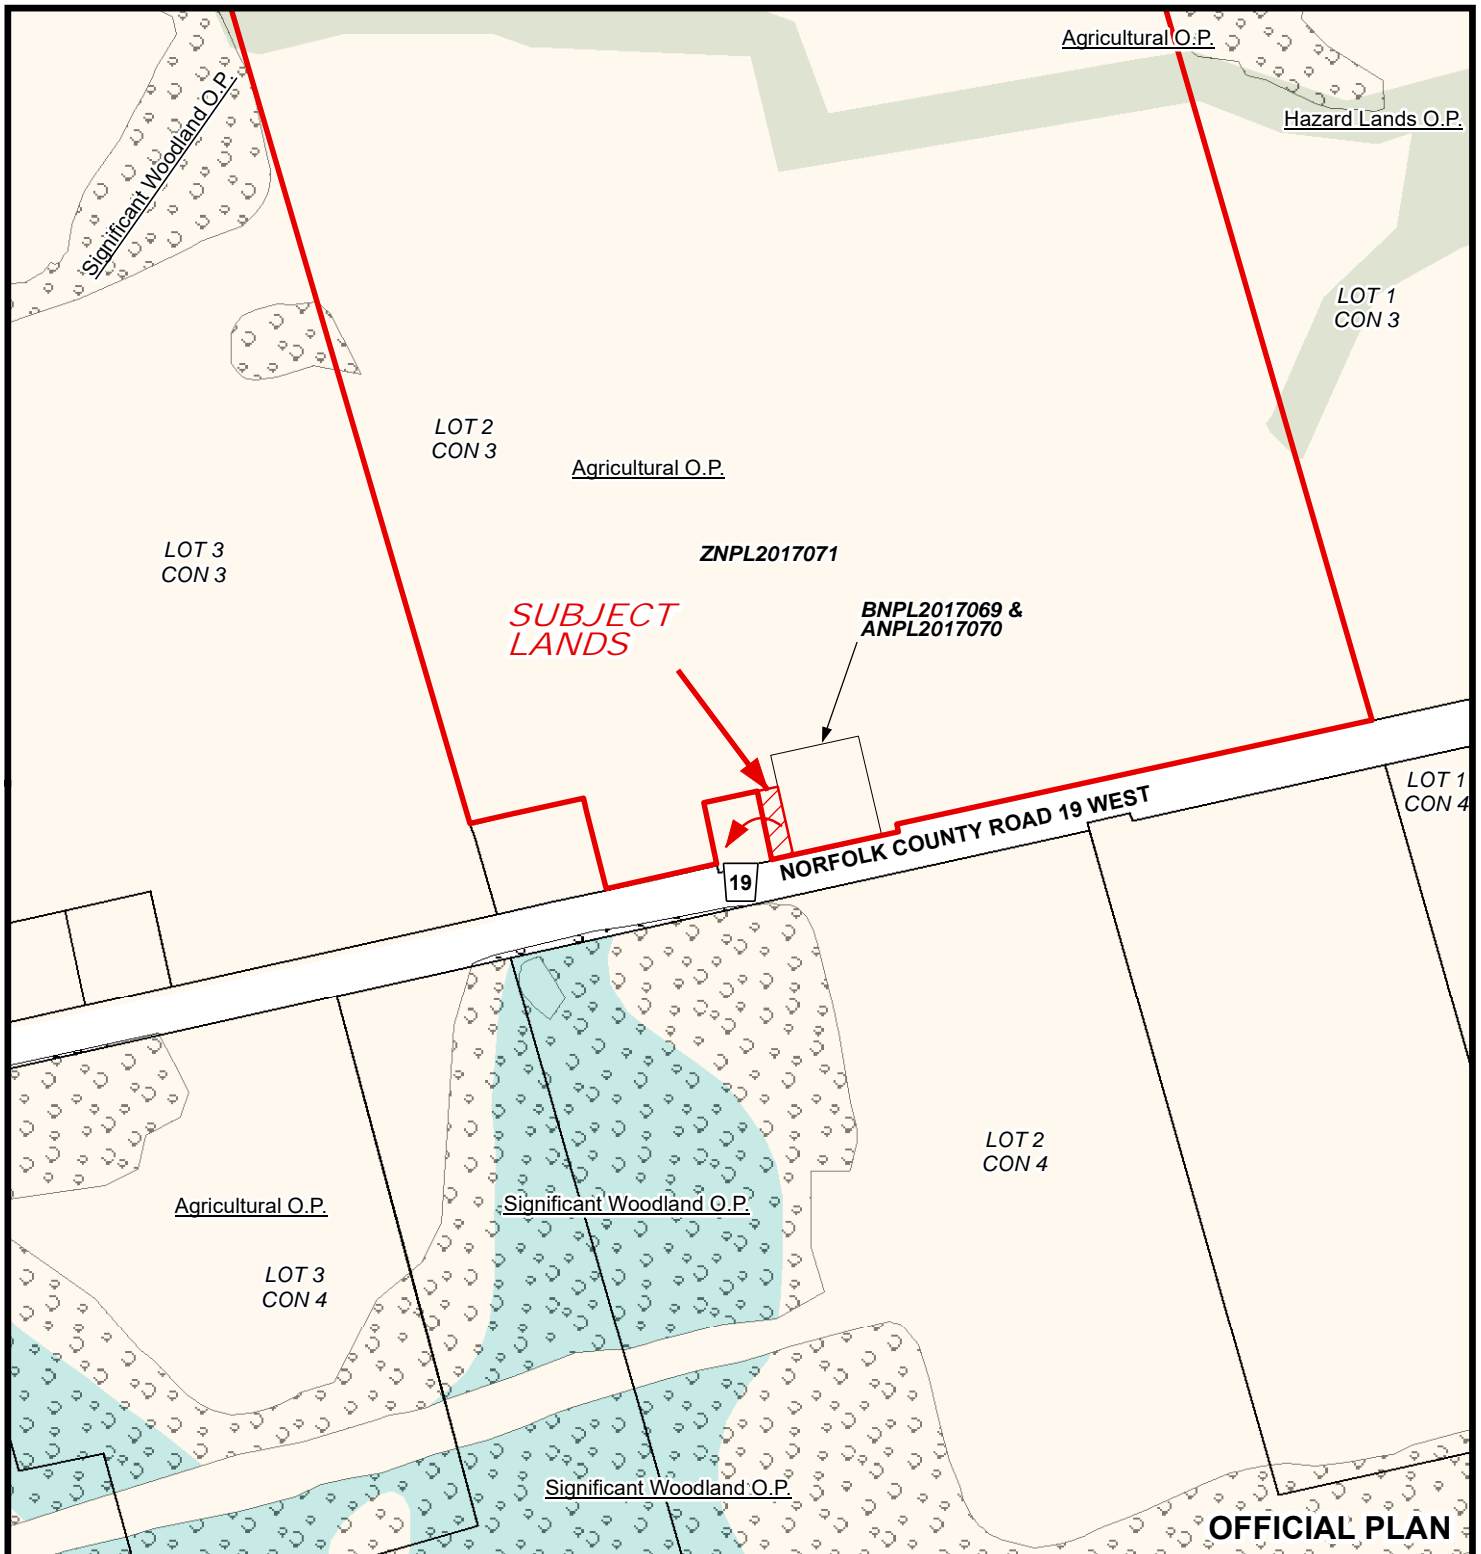 Agricultural O.P.
Significant Woodland O.P.
Hazard Lands O.P.
LOT 1
CON 3
LOT 2
CON 3
Agricultural O.P.
LOT 3
CON 3
ZNPL2017071
SUBJECT
LANDS
BNPL2017069 &
ANPL2017070
LOT 1
CON 4
NORFOLK COUNTY ROAD 19 WEST
19
LOT 2
CON 4
Agricultural O.P.
Significant Woodland O.P.
LOT 3
CON 4
Significant Woodland O.P.
OFFICIAL PLAN